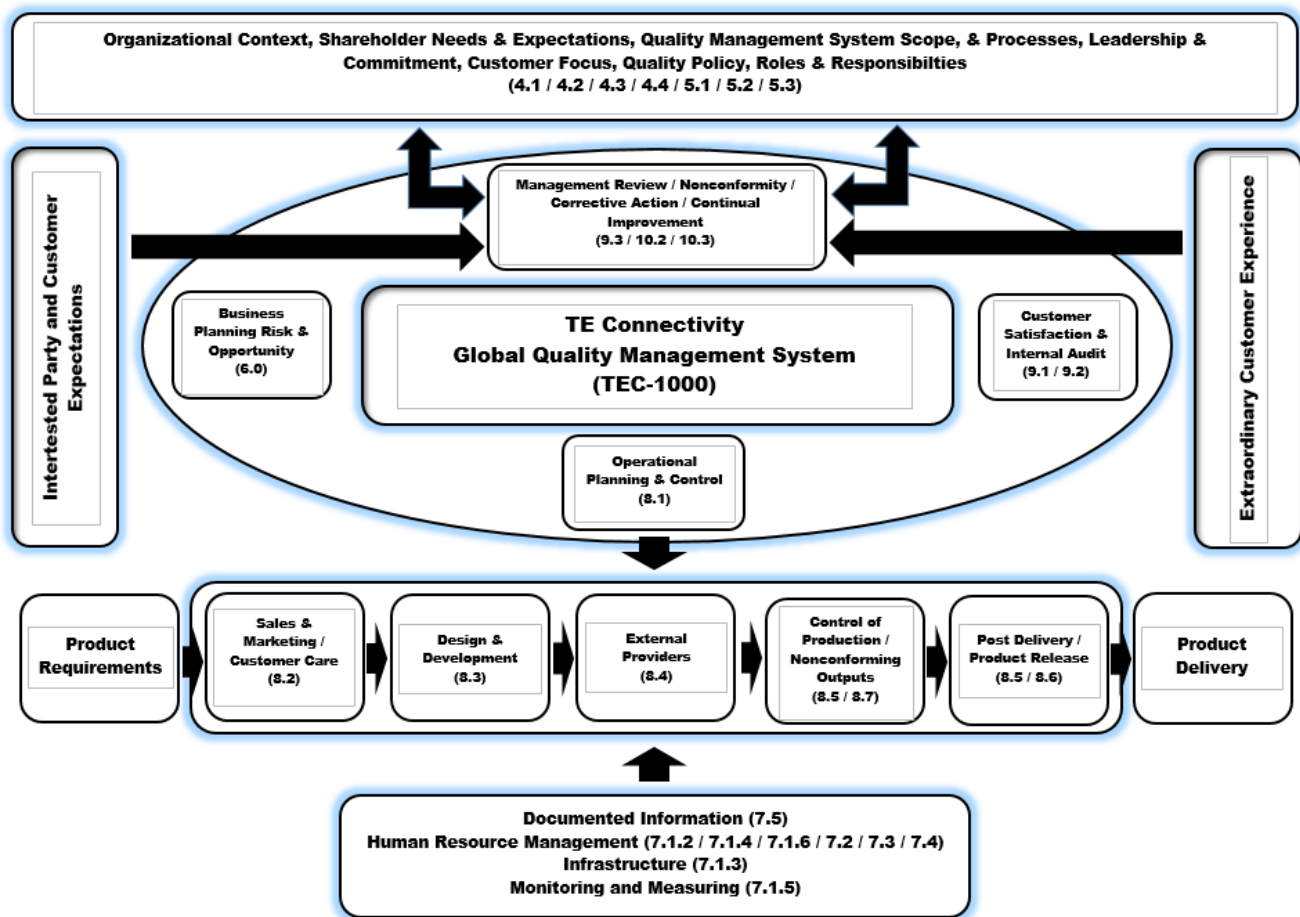 Organizational Context, Shareholder Needs & Expectations, Quality Management System Scope, & Processes, Leadership &
Commitment, Customer Focus, Quality Policy, Roles & Responsibilties
(4.1 / 4.2 / 4.3 / 4.4 / 5.1 / 5.2 / 5.3)
Intertested Party and Customer
Expectations
Management Review / Nonconformity /
Corrective Action / Continual
Improvement
(9.3 / 10.2 / 10.3)
Extraordinary Customer Experience
Business
Planning Risk &
Opportunity
(6.0)
TE Connectivity
Global Quality Management System
(TEC-1000)
Customer
Satisfaction &
Internal Audit
(9.1 / 9.2)
Operational
Planning & Control
(8.1)
Product
Requirements
Sales &
Marketing /
Customer Care
(8.2)
Design &
Development
(8.3)
External
Providers
(8.4)
Control of
Production /
Nonconforming
Outputs
(8.5 / 8.7)
Post Delivery /
Product Release
(8.5 / 8.6)
Product
Delivery
Documented Information (7.5)
Human Resource Management (7.1.2 / 7.1.4 / 7.1.6 / 7.2 / 7.3 / 7.4)
Infrastructure (7.1.3)
Monitoring and Measuring (7.1.5)